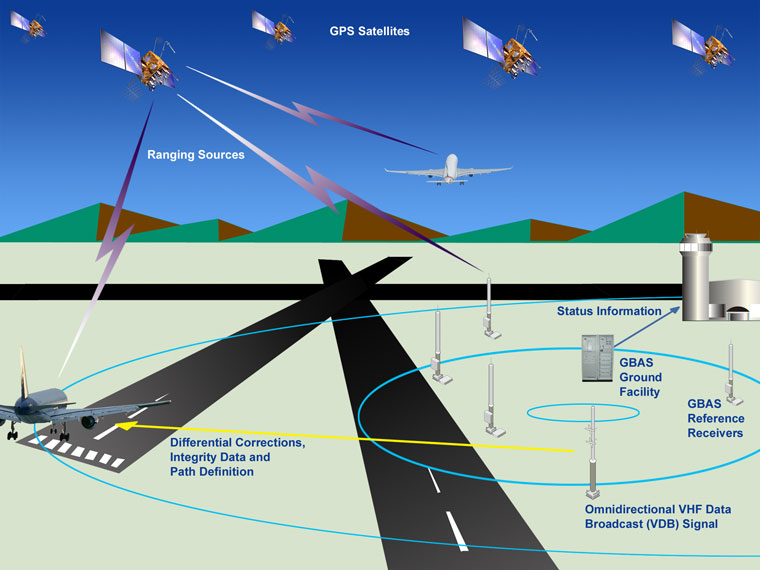 GPS Satellites
Ranging Sources
Status Information
GBAS
Ground
Facility
GBAS
Reference
Receivers
Differential Corrections,
Integrity Data and
Path Definition
Omnidirectional VHF Data
Broadcast (VDB) Signal